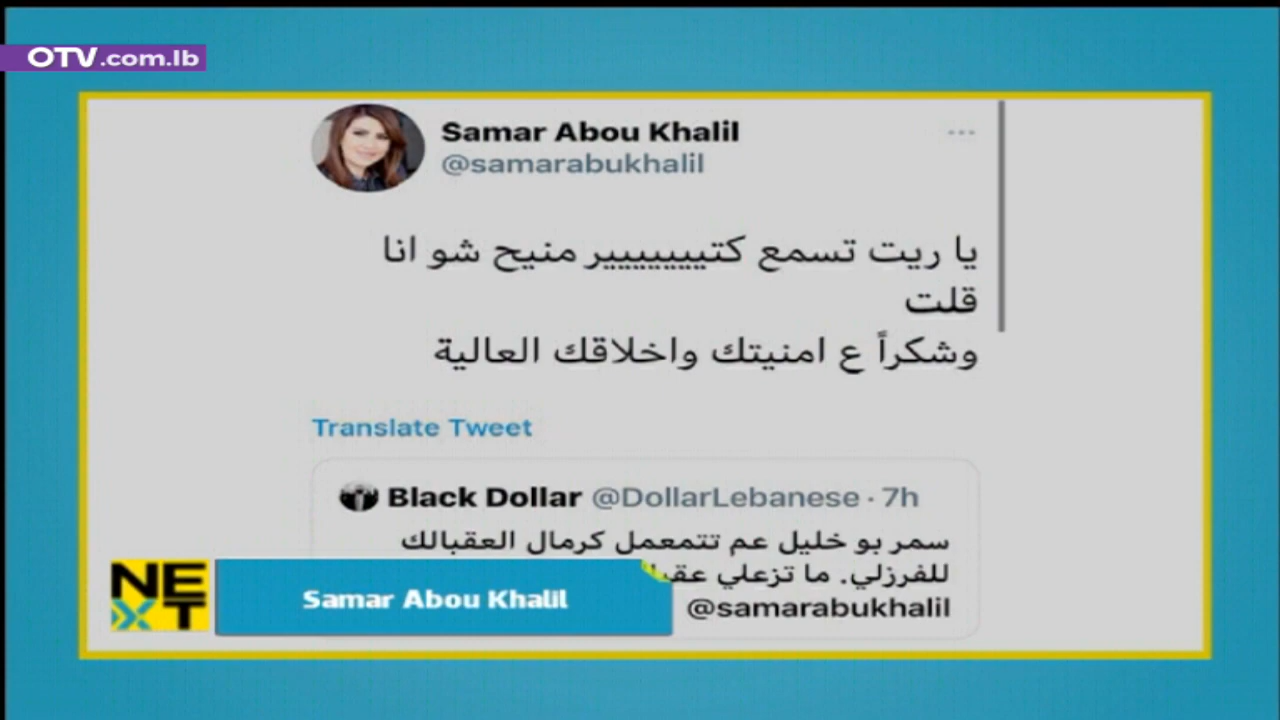 OTV.com.lb
Samar Abou Khalil
@samarabukhalil
يا ريت تسمع كتييييييير منيح شو انا
قلت
وشكراً ع امنيتك واخلاقك العالية
Translate Tweet
Black Dollar @DollarLebanese · 7h
سمر بو خليل عم تتمعمل كرمال العقبالك
للفرزلي. ما تزعلي
@samarabukhalil
NEXT
Samar Abou Khalil